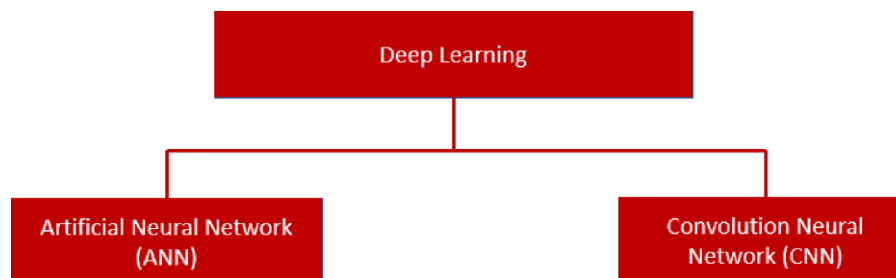 Deep Learning
Artificial Neural Network
(ANN)
Convolution Neural
Network (CNN)